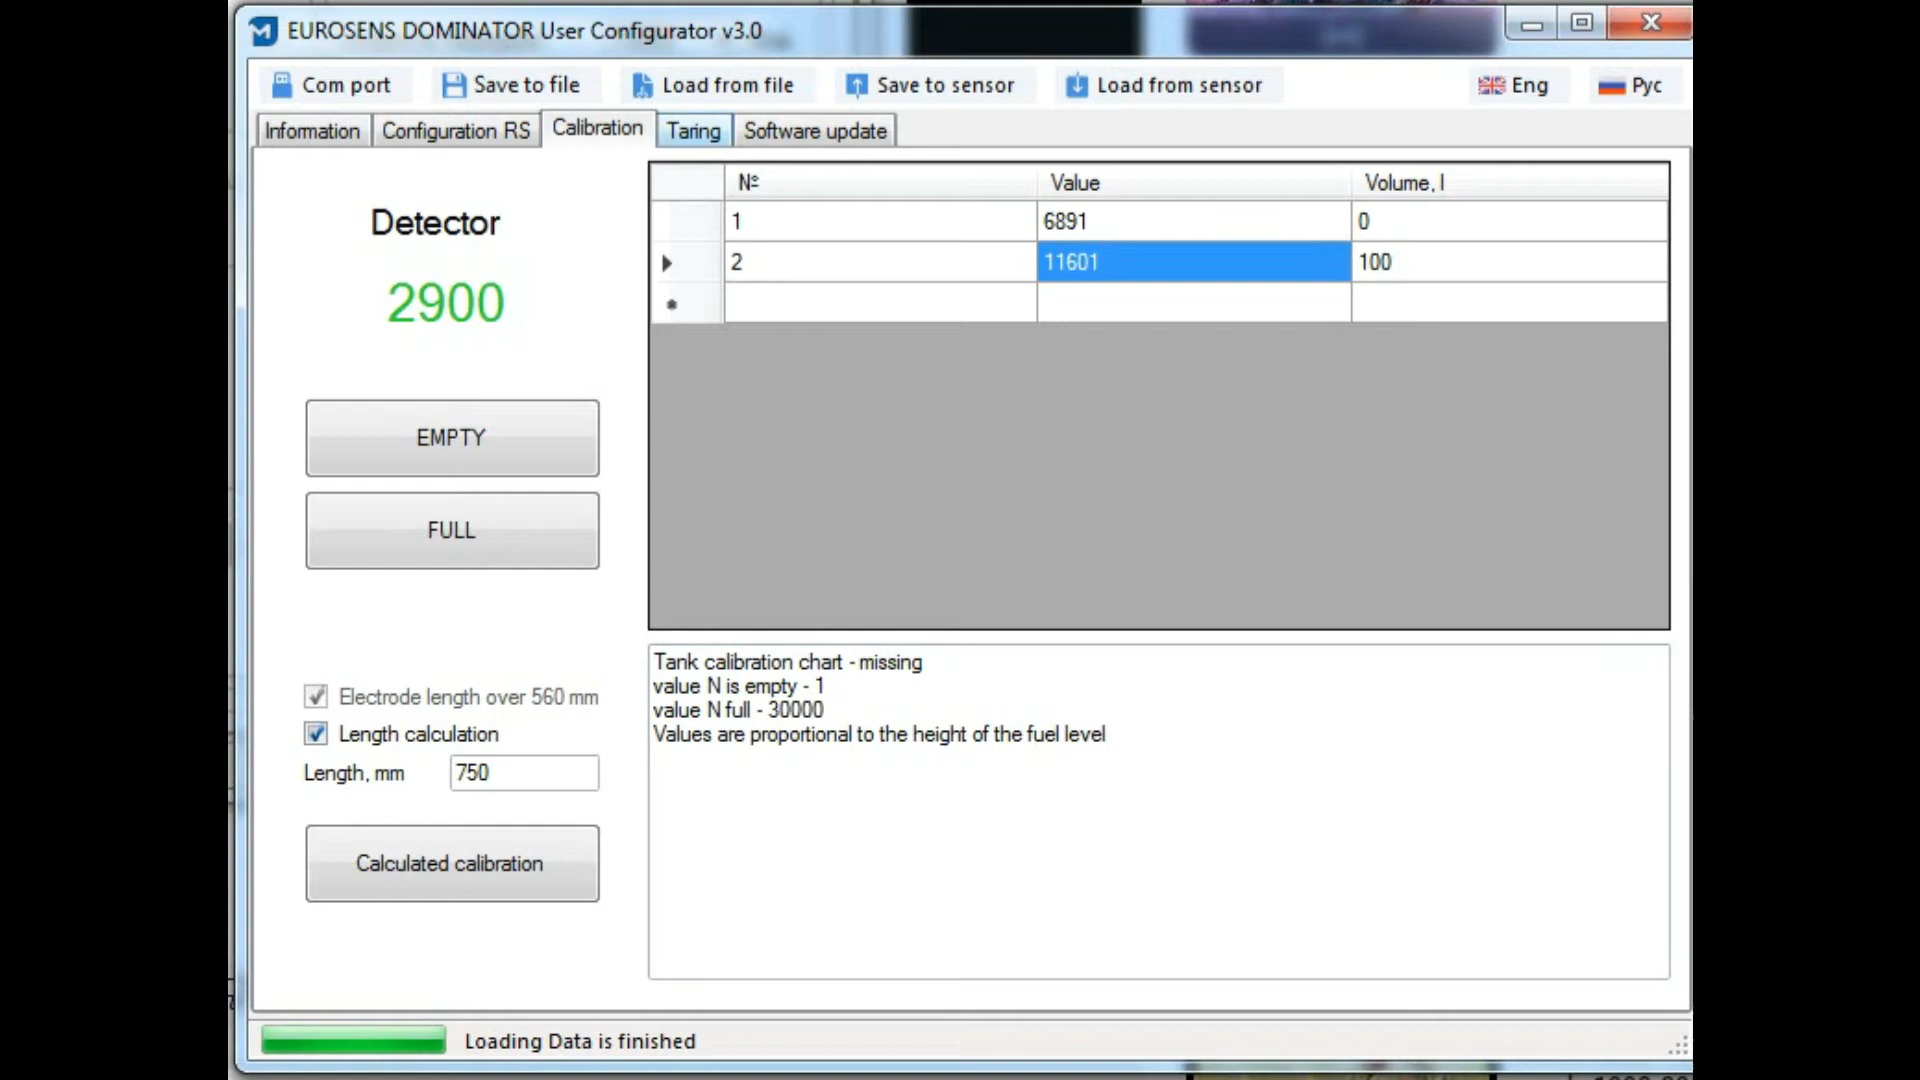 EUROSENS DOMINATOR User Configurator v3.0
Com port Save to file Load from file Save to sensor Load from sensor Eng Рус
Information Configuration RS Calibration Taring Software update
Nº Value Volume, l
1 6891 0
2 11601 100
Detector
2900
EMPTY
FULL
Electrode length over 560 mm
Length calculation
Length, mm 750
Calculated calibration
Tank calibration chart - missing
value N is empty - 1
value N full - 30000
Values are proportional to the height of the fuel level
Loading Data is finished